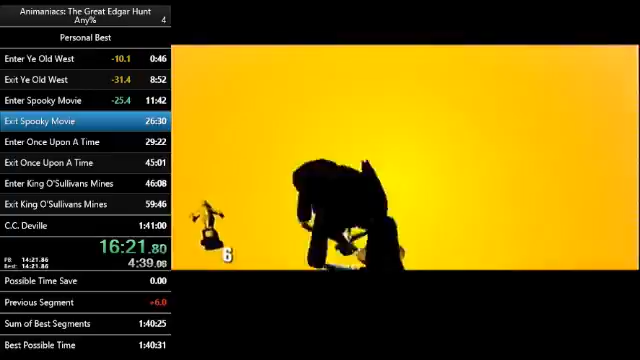 Animaniacs: The Great Edgar Hunt
Any% 4
Personal Best
Enter Ye Old West -10.1 0:46
Exit Ye Old West -31.4 8:52
Enter Spooky Movie -25.4 11:42
Exit Spooky Movie 26:30
Enter Once Upon A Time 29:22
Exit Once Upon A Time 45:01
Enter King O'Sullivans Mines 46:08
Exit King O'Sullivans Mines 59:46
C.C. Deville 1:41:00
16:21.80
PB: 14:21.86
Best: 14:21.86 4:39.06
Possible Time Save 0.00
Previous Segment +6.0
Sum of Best Segments 1:40:25
Best Possible Time 1:40:31
6